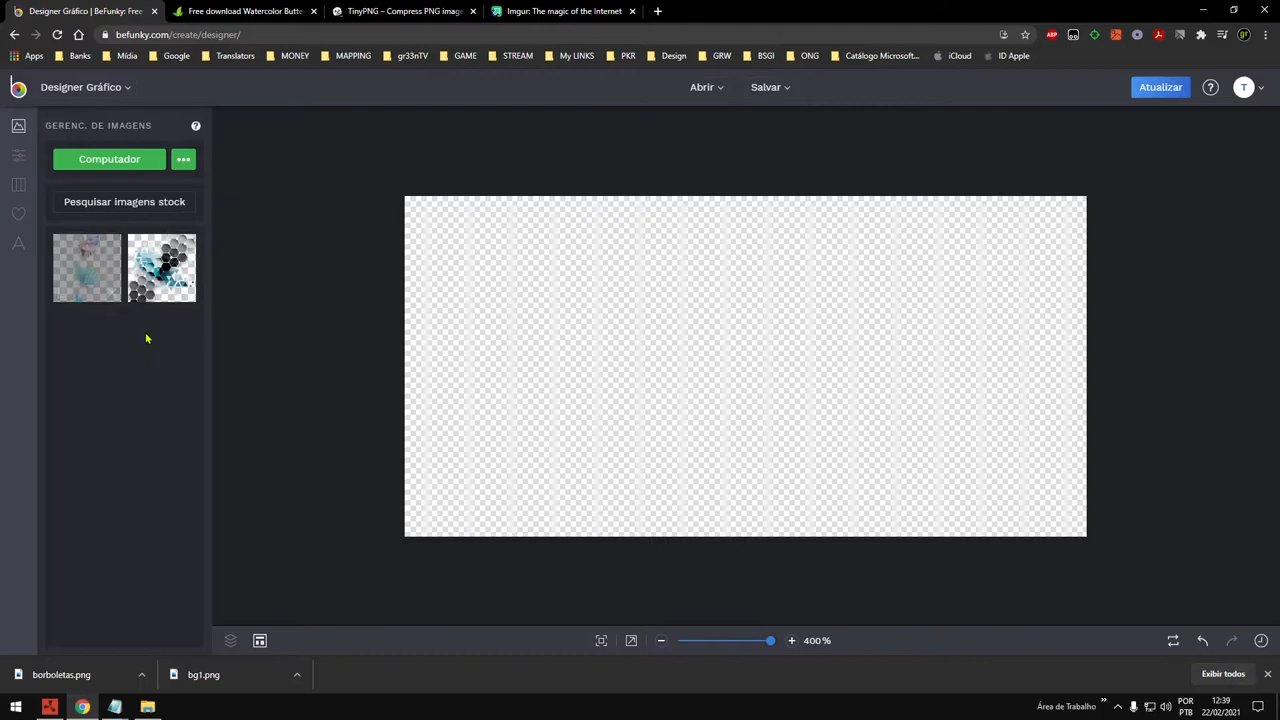 Designer Gráfico | BeFunky: Free
Free download Watercolor Butte
TinyPNG – Compress PNG image
Imgur: The magic of the Internet
befunky.com/create/designer/
Apps
Banks
Mídia
Google
Translators
MONEY
MAPPING
gr33nTV
GAME
STREAM
My LINKS
PKR
Design
GRW
BSGI
ONG
Catálogo Microsoft...
iCloud
ID Apple
Designer Gráfico
Abrir
Salvar
Atualizar
T
GERENC. DE IMAGENS
Computador
Pesquisar imagens stock
400%
borboletas.png
bg1.png
Exibir todos
Área de Trabalho
POR
PTB
12:39
22/02/2021